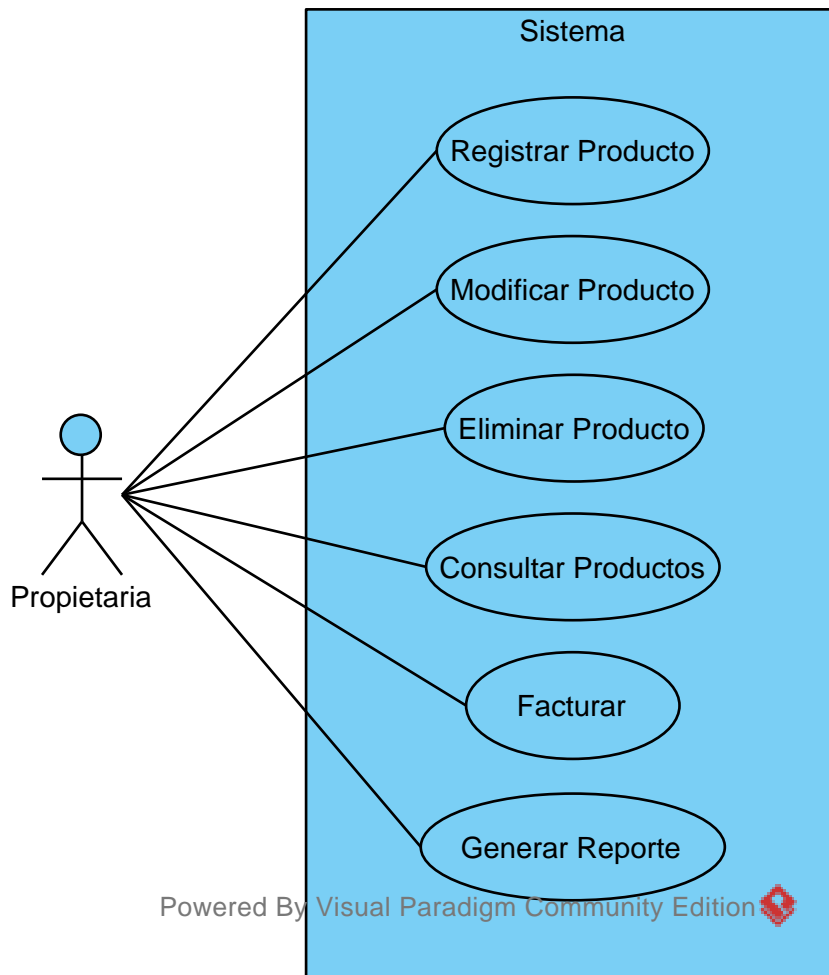 Sistema
Registrar Producto
Modificar Producto
Eliminar Producto
Consultar Productos
Propietaria
Facturar
Generar Reporte
Powered By Visual Paradigm Community Edition